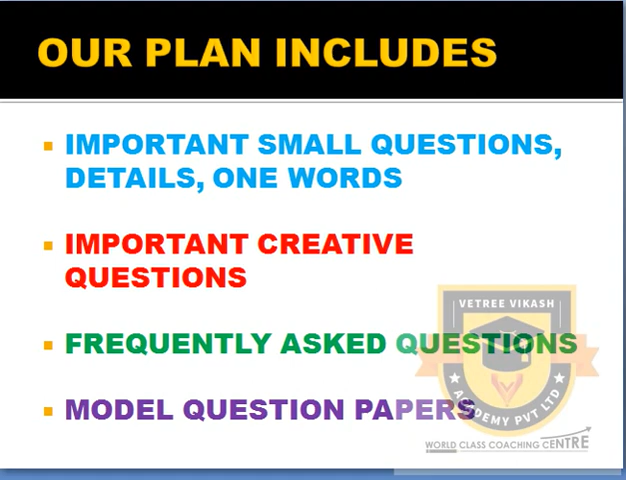 OUR PLAN INCLUDES
IMPORTANT SMALL QUESTIONS,
DETAILS, ONE WORDS
IMPORTANT CREATIVE
QUESTIONS
FREQUENTLY ASKED QUESTIONS
MODEL QUESTION PAPERS
VETREE VIKASH
ACADEMY PVT LTD
WORLD CLASS COACHING CENTRE